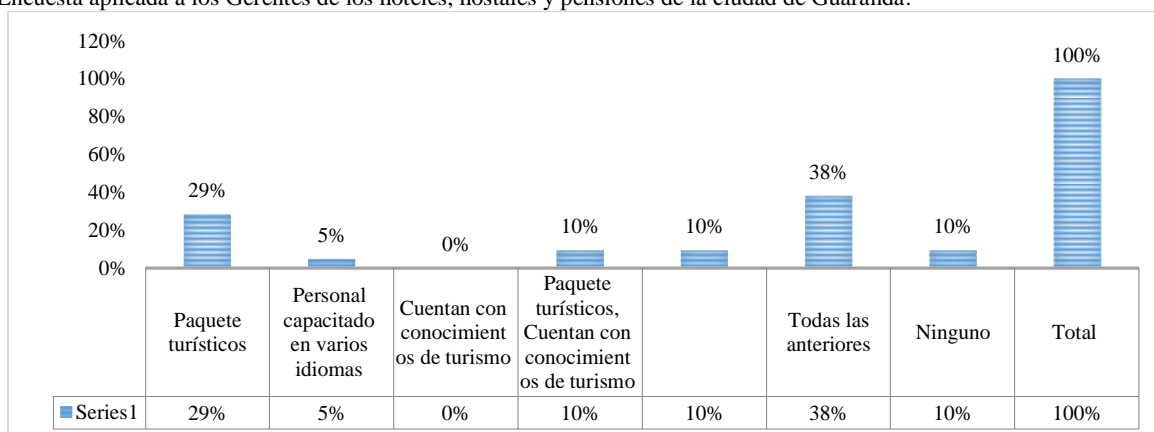 Encuesta aplicada a los Gerentes de los hoteles, hostales y pensiones de la ciudad de Guaranda.
120%
100%
80%
60%
40%
20%
0%
29%
5%
0%
10%
10%
38%
10%
100%
Paquete
turísticos
Personal
capacitado
en varios
idiomas
Cuentan con
conocimient
os de turismo
Paquete
turísticos,
Cuentan con
conocimient
os de turismo
Todas las
anteriores
Ninguno
Total
Series1 29% 5% 0% 10% 10% 38% 10% 100%